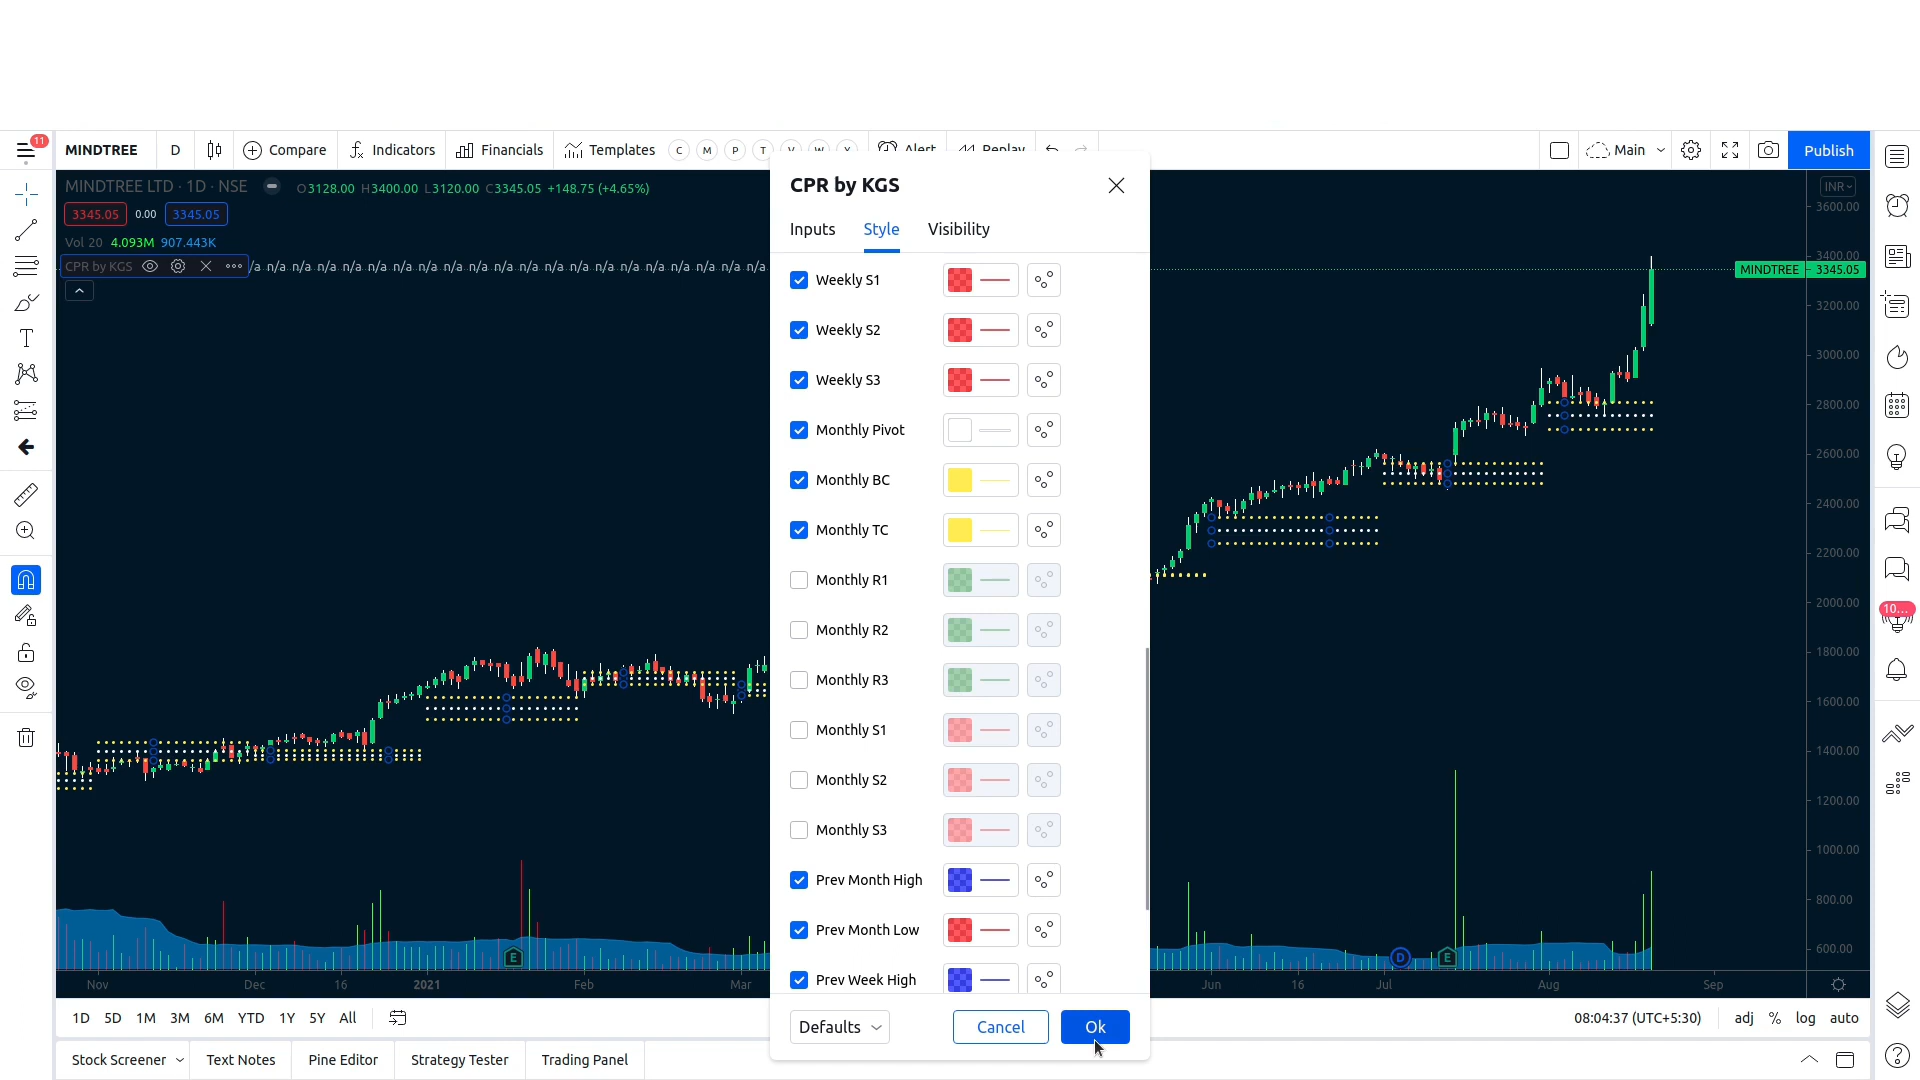 11
MINDTREE D Compare Indicators Financials Templates C M P T V W Y Alert Replay Main Publish
MINDTREE LTD · 1D · NSE O3128.00 H3400.00 L3120.00 C3345.05 +148.75 (+4.65%)
INR
3345.05 0.00 3345.05
Vol 20 4.093M 907.443K
CPR by KGS /a n/a n/a n/a n/a n/a n/a n/a n/a n/a n/a n/a n/a n/a n/a n/a n/a n/a n/a n/a n/a
CPR by KGS
Inputs Style Visibility
Weekly S1
Weekly S2
Weekly S3
Monthly Pivot
Monthly BC
Monthly TC
Monthly R1
Monthly R2
Monthly R3
Monthly S1
Monthly S2
Monthly S3
Prev Month High
Prev Month Low
Prev Week High
Defaults Cancel Ok
3600.00
3400.00
MINDTREE 3345.05
3200.00
3000.00
2800.00
2600.00
2400.00
2200.00
2000.00
1800.00
1600.00
1400.00
1200.00
1000.00
800.00
600.00
10...
E D E
Nov Dec 16 2021 Feb Mar Jun 16 Jul Aug Sep
1D 5D 1M 3M 6M YTD 1Y 5Y All 08:04:37 (UTC+5:30) adj % log auto
Stock Screener Text Notes Pine Editor Strategy Tester Trading Panel